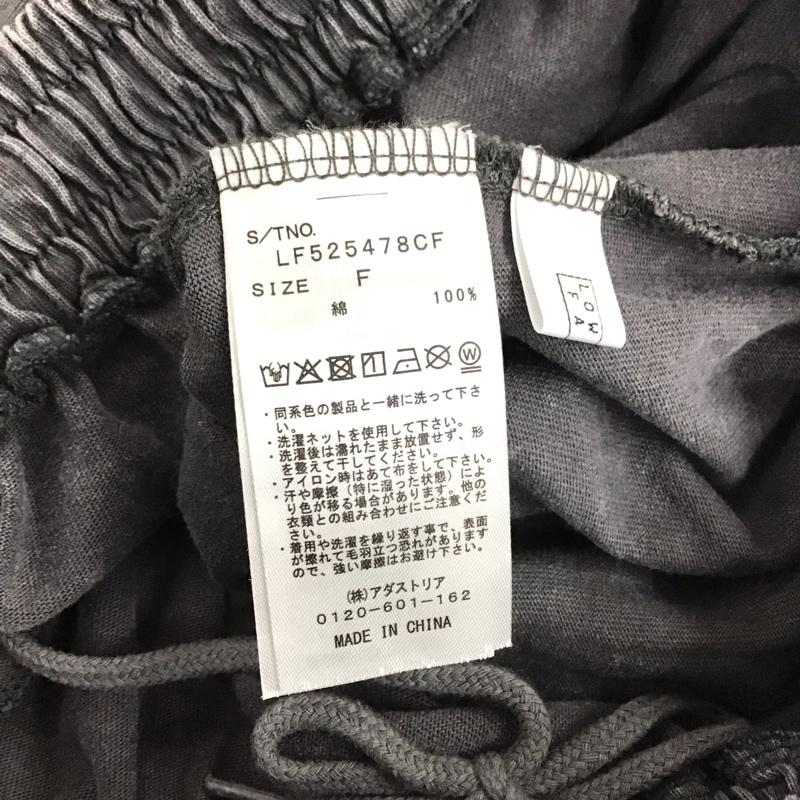 S/TNO.
LF525478CF
SIZE F
綿 100%
W
・同系色の製品と一緒に洗って下さ
い。
・洗濯ネットを使用して下さい。
・洗濯後は濡れたまま放置せず、形
を整えて干してください。
・アイロン時はあて布をして下さい。
・汗や摩擦（特に湿った状態）によ
り色が移る場合があります。他の
衣類との組み合わせにご注意くだ
さい。
・着用や洗濯を繰り返す事で、表面
が擦れて毛羽立つ恐れがあります
ので、強い摩擦はお避け下さい。
(株)アダストリア
0120-601-162
MADE IN CHINA
LOW
F A